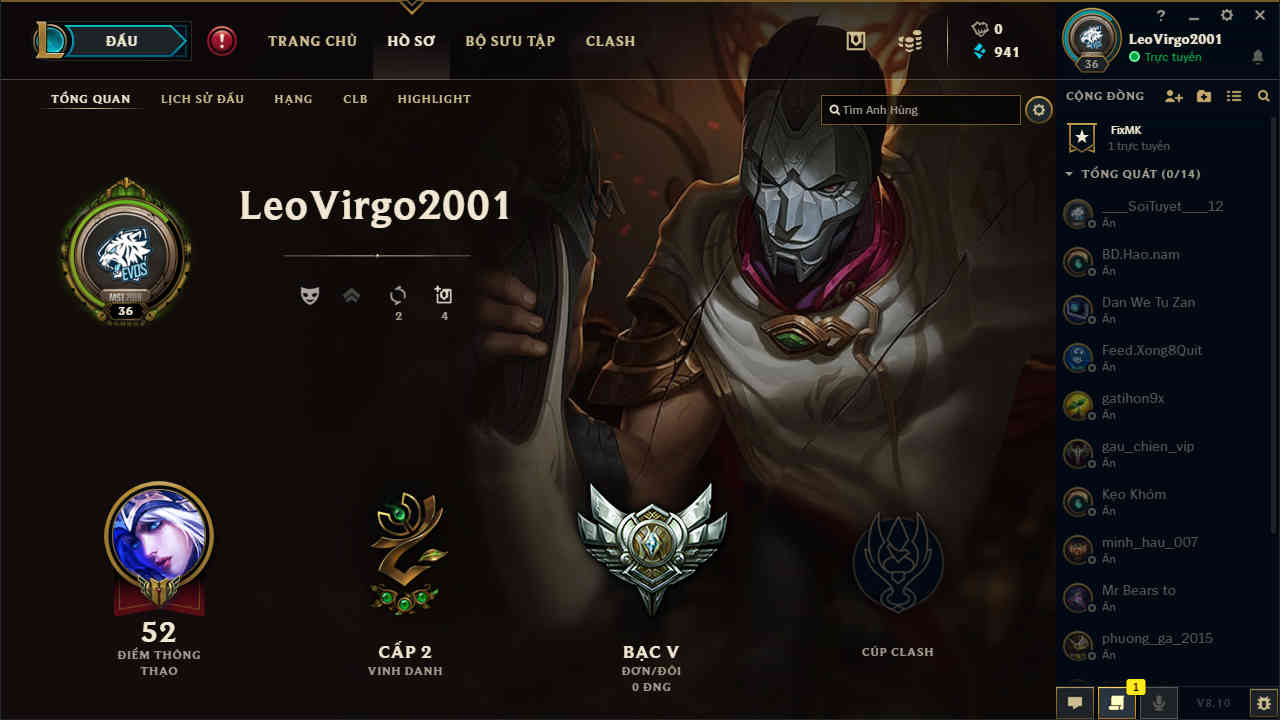 ĐẤU
TRANG CHỦ
HỒ SƠ
BỘ SƯU TẬP
CLASH
0
941
?
LeoVirgo2001
Trực tuyến
36
TỔNG QUAN
LỊCH SỬ ĐẤU
HẠNG
CLB
HIGHLIGHT
Tìm Anh Hùng
CỘNG ĐỒNG
FixMK
1 trực tuyến
TỔNG QUÁT (0/14)
___SoiTuyet___12
Ẩn
BD.Hao.nam
Ẩn
Dan We Tu Zan
Ẩn
Feed.Xong8Quit
Ẩn
gatihon9x
Ẩn
gau_chien_vip
Ẩn
Kẹo Khóm
Ẩn
minh_hau_007
Ẩn
Mr Bears to
Ẩn
phuong_ga_2015
Ẩn
LeoVirgo2001
EVOS
MSI 2018
36
2
4
52
ĐIỂM THÔNG
THẠO
CẤP 2
VINH DANH
BẠC V
ĐƠN/ĐÔI
0 ĐNG
CÚP CLASH
1
V8.10